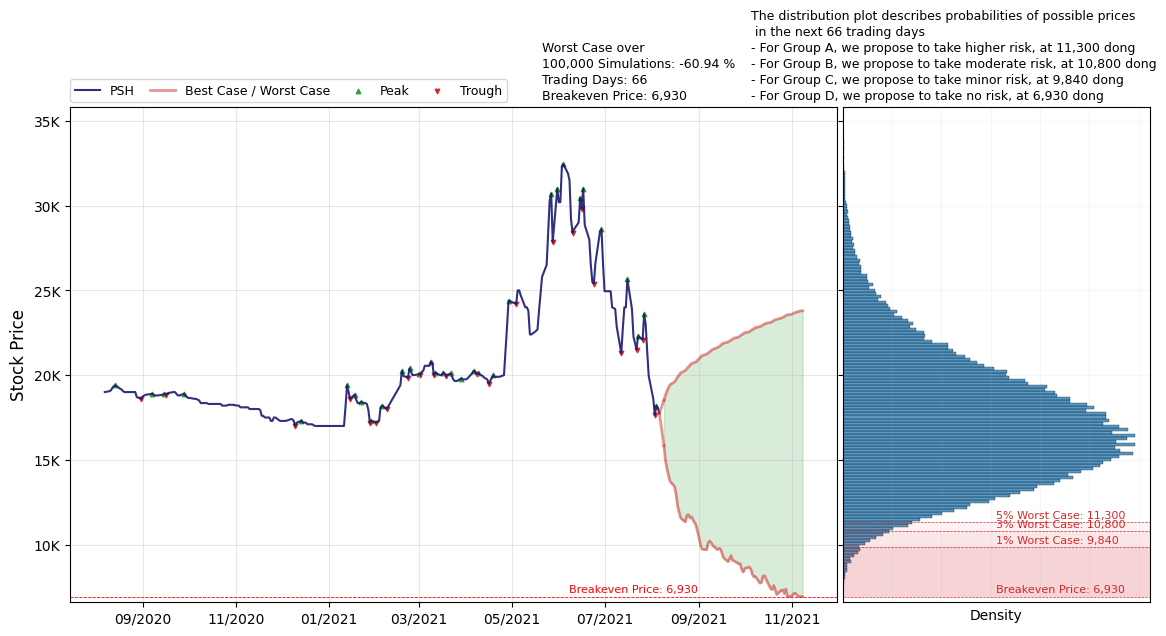 The distribution plot describes probabilities of possible prices
in the next 66 trading days
- For Group A, we propose to take higher risk, at 11,300 dong
- For Group B, we propose to take moderate risk, at 10,800 dong
- For Group C, we propose to take minor risk, at 9,840 dong
- For Group D, we propose to take no risk, at 6,930 dong
Worst Case over
100,000 Simulations: -60.94 %
Trading Days: 66
Breakeven Price: 6,930
PSH
Best Case / Worst Case
Peak
Trough
Stock Price
35K
30K
25K
20K
15K
10K
Breakeven Price: 6,930
09/2020
11/2020
01/2021
03/2021
05/2021
07/2021
09/2021
11/2021
5% Worst Case: 11,300
3% Worst Case: 10,800
1% Worst Case: 9,840
Breakeven Price: 6,930
Density